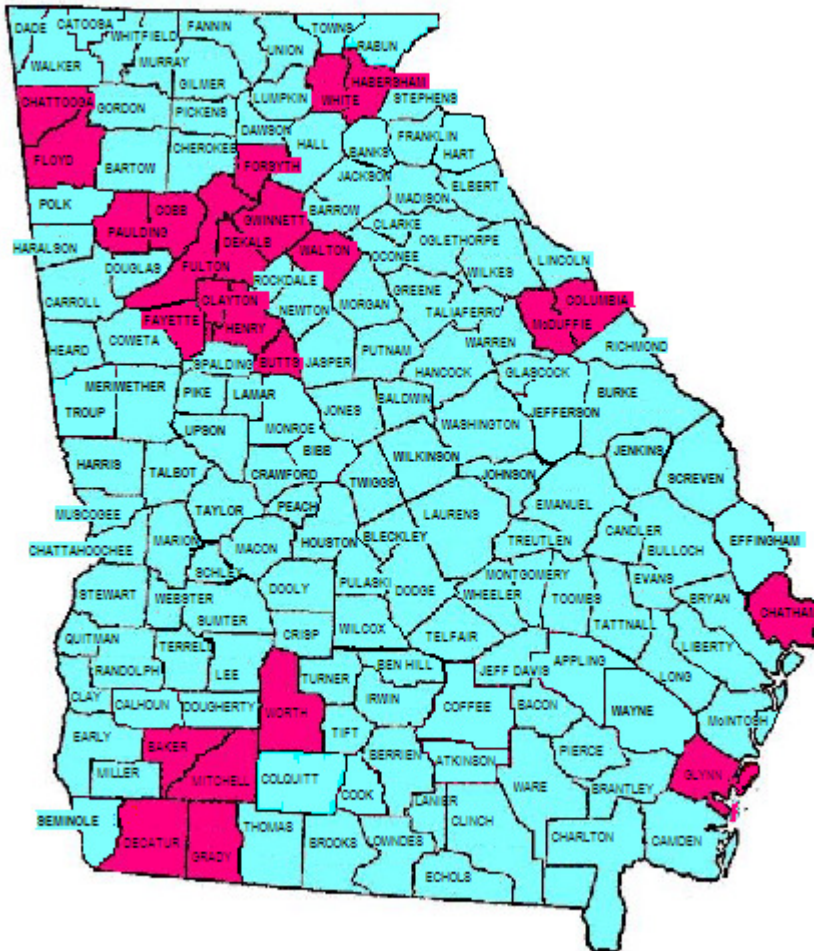 DADE
CATOOSA
WHITFIELD
FANNIN
UNION
TOWNS
RABUN
WALKER
MURRAY
GILMER
LUMPKIN
WHITE
HABERSHAM
STEPHENS
CHATTOOGA
GORDON
PICKENS
DAWSON
FRANKLIN
HART
FLOYD
BARTOW
CHEROKEE
FORSYTH
HALL
BANKS
JACKSON
MADISON
ELBERT
POLK
PAULDING
COBB
GWINNETT
BARROW
CLARKE
OGLETHORPE
HARALSON
DOUGLAS
FULTON
DEKALB
WALTON
OCONEE
WILKES
LINCOLN
CARROLL
CLAYTON
ROCKDALE
NEWTON
MORGAN
GREENE
TALIAFERRO
McDUFFIE
COLUMBIA
HEARD
COWETA
FAYETTE
HENRY
SPALDING
BUTTS
JASPER
PUTNAM
HANCOCK
WARREN
GLASCOCK
RICHMOND
TROUP
MERIWETHER
PIKE
LAMAR
MONROE
JONES
BALDWIN
WASHINGTON
JEFFERSON
BURKE
UPSON
BIBB
WILKINSON
JENKINS
SCREVEN
HARRIS
TALBOT
CRAWFORD
TWIGGS
JOHNSON
EMANUEL
MUSCOGEE
TAYLOR
PEACH
LAURENS
CHATTAHOOCHEE
MARION
MACON
HOUSTON
BLECKLEY
TREUTLEN
CANDLER
BULLOCH
EFFINGHAM
SCHLEY
STEWART
WEBSTER
DOOLY
PULASKI
DODGE
WHEELER
MONTGOMERY
TOOMBS
EVANS
BRYAN
CHATHAM
SUMTER
CRISP
WILCOX
TELFAIR
TATTNALL
LIBERTY
QUITMAN
TERRELL
RANDOLPH
LEE
TURNER
BEN HILL
JEFF DAVIS
APPLING
LONG
CLAY
CALHOUN
DOUGHERTY
WORTH
IRWIN
COFFEE
BACON
WAYNE
McINTOSH
EARLY
BAKER
TIFT
BERRIEN
ATKINSON
PIERCE
GLYNN
MILLER
MITCHELL
COLQUITT
COOK
LANIER
WARE
BRANTLEY
SEMINOLE
DECATUR
GRADY
THOMAS
BROOKS
LOWNDES
CLINCH
CHARLTON
CAMDEN
ECHOLS